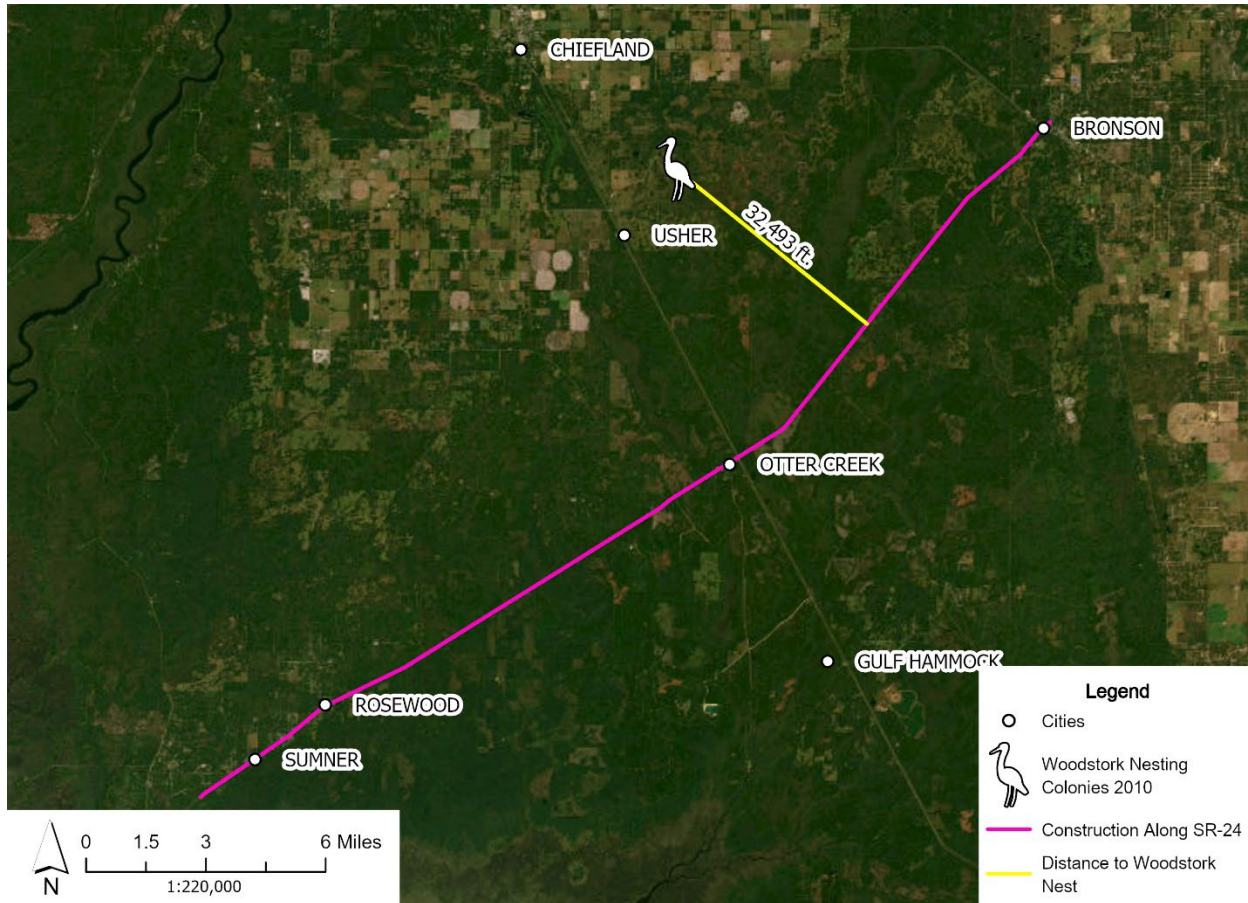 CHIEFLAND
BRONSON
32,493 ft.
USHER
OTTER CREEK
GULF HAMMOCK
ROSEWOOD
SUMNER
Legend
Cities
Woodstork Nesting
Colonies 2010
Construction Along SR-24
Distance to Woodstork
Nest
N
0 1.5 3 6 Miles
1:220,000